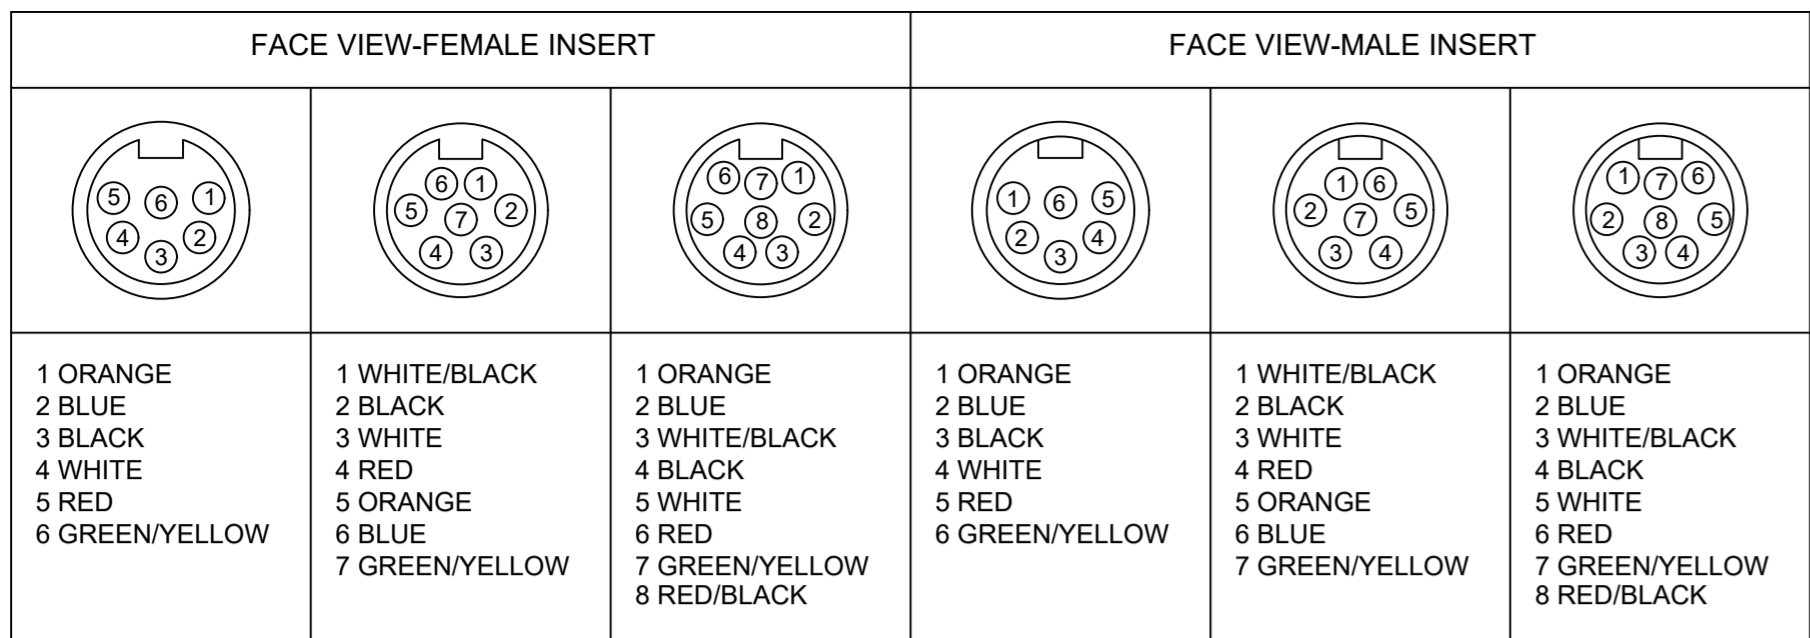 FACE VIEW-FEMALE INSERT
FACE VIEW-MALE INSERT
5 6 1
4 3 2
6 1
5 7 2
4 3
6 7 1
5 8 2
4 3
1 6 5
2 3 4
1 6
2 7 5
3 4
1 7 6
2 8 5
3 4
1 ORANGE
2 BLUE
3 BLACK
4 WHITE
5 RED
6 GREEN/YELLOW
1 WHITE/BLACK
2 BLACK
3 WHITE
4 RED
5 ORANGE
6 BLUE
7 GREEN/YELLOW
1 ORANGE
2 BLUE
3 WHITE/BLACK
4 BLACK
5 WHITE
6 RED
7 GREEN/YELLOW
8 RED/BLACK
1 ORANGE
2 BLUE
3 BLACK
4 WHITE
5 RED
6 GREEN/YELLOW
1 WHITE/BLACK
2 BLACK
3 WHITE
4 RED
5 ORANGE
6 BLUE
7 GREEN/YELLOW
1 ORANGE
2 BLUE
3 WHITE/BLACK
4 BLACK
5 WHITE
6 RED
7 GREEN/YELLOW
8 RED/BLACK